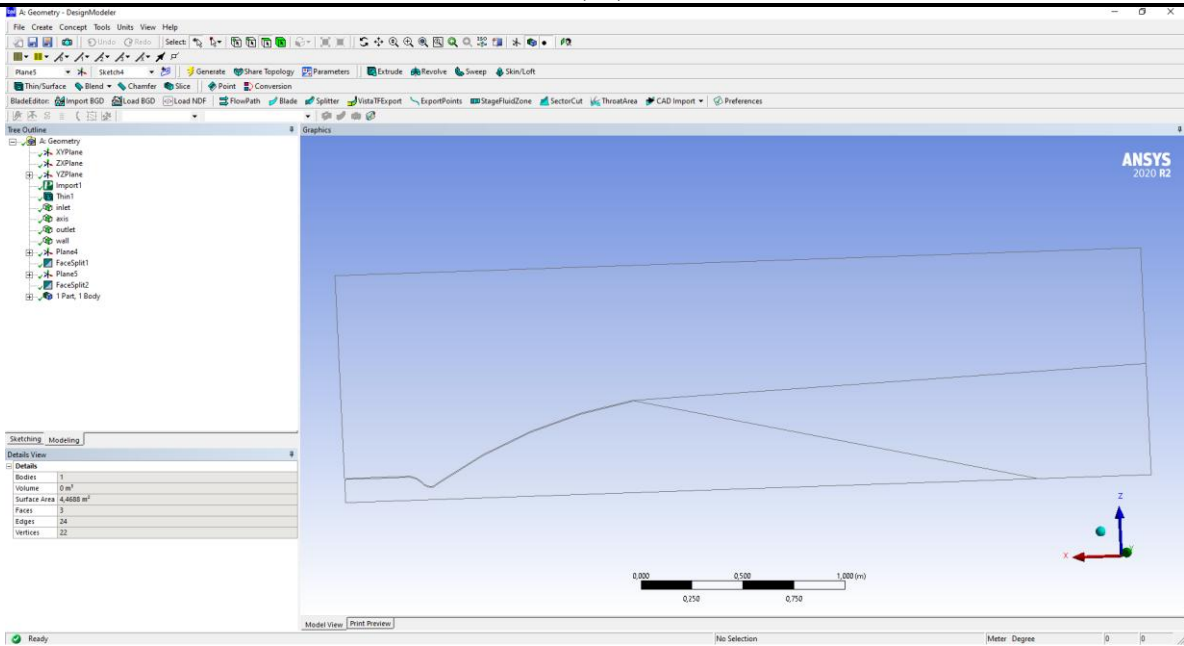 A: Geometry - DesignModeler
File Create Concept Tools Units View Help
Undo Redo Select:
Plane5 Sketch4 Generate Share Topology Parameters Extrude Revolve Sweep Skin/Loft
Thin/Surface Blend Chamfer Slice Point Conversion
BladeEditor: Import BGD Load BGD Load NDF FlowPath Blade Splitter VistaTFExport ExportPoints StageFluidZone SectorCut ThroatArea CAD Import Preferences
Tree Outline
A: Geometry
XYPlane
ZXPlane
YZPlane
Import1
Thin1
inlet
axis
outlet
wall
Plane4
FaceSplit1
Plane5
FaceSplit2
1 Part, 1 Body
Sketching Modeling
Details View
Details
Bodies 1
Volume 0 m³
Surface Area 4,4688 m²
Faces 3
Edges 24
Vertices 22
Graphics
ANSYS
2020 R2
Z
X
Y
0,000 0,500 1,000 (m)
0,250 0,750
Model View Print Preview
Ready No Selection Meter Degree 0 0